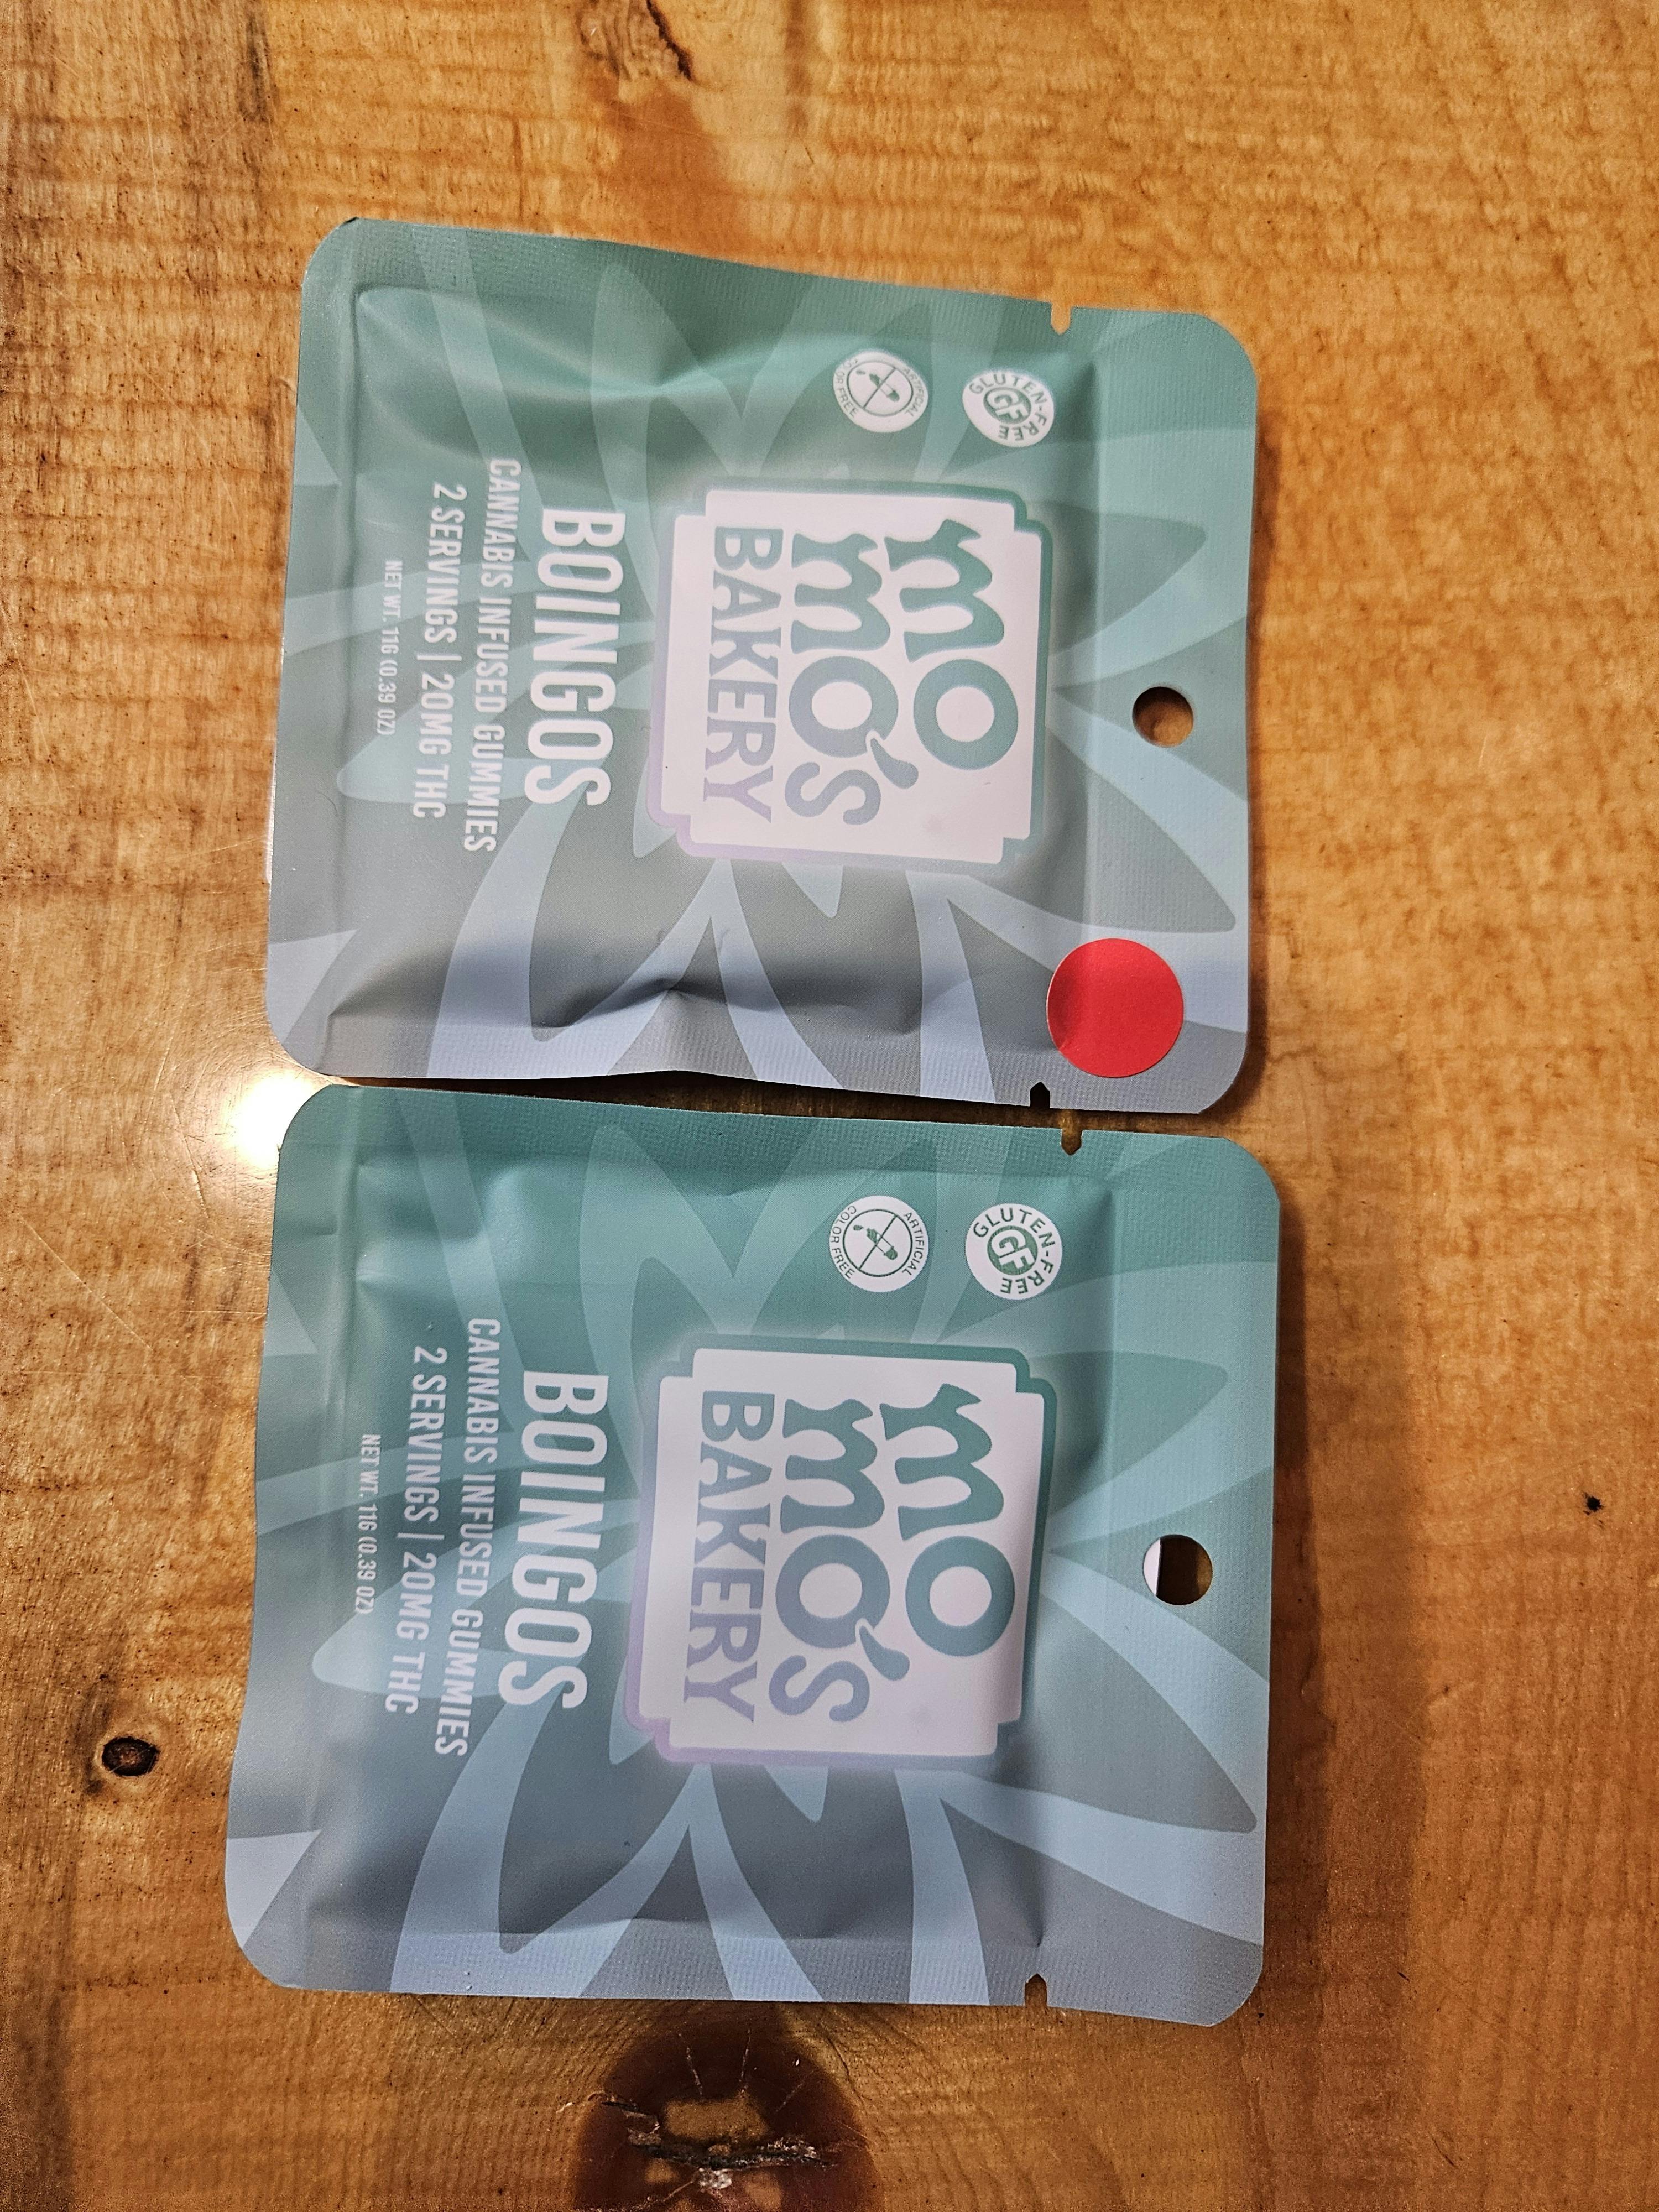 GLUTEN-FREE
GF
ARTIFICIAL
COLOR FREE
mo
mo's
BAKERY
BOINGOS
CANNABIS INFUSED GUMMIES
2 SERVINGS | 20MG THC
NET WT. 11G (0.39 OZ)
GLUTEN-FREE
GF
ARTIFICIAL
COLOR FREE
mo
mo's
BAKERY
BOINGOS
CANNABIS INFUSED GUMMIES
2 SERVINGS | 20MG THC
NET WT. 11G (0.39 OZ)